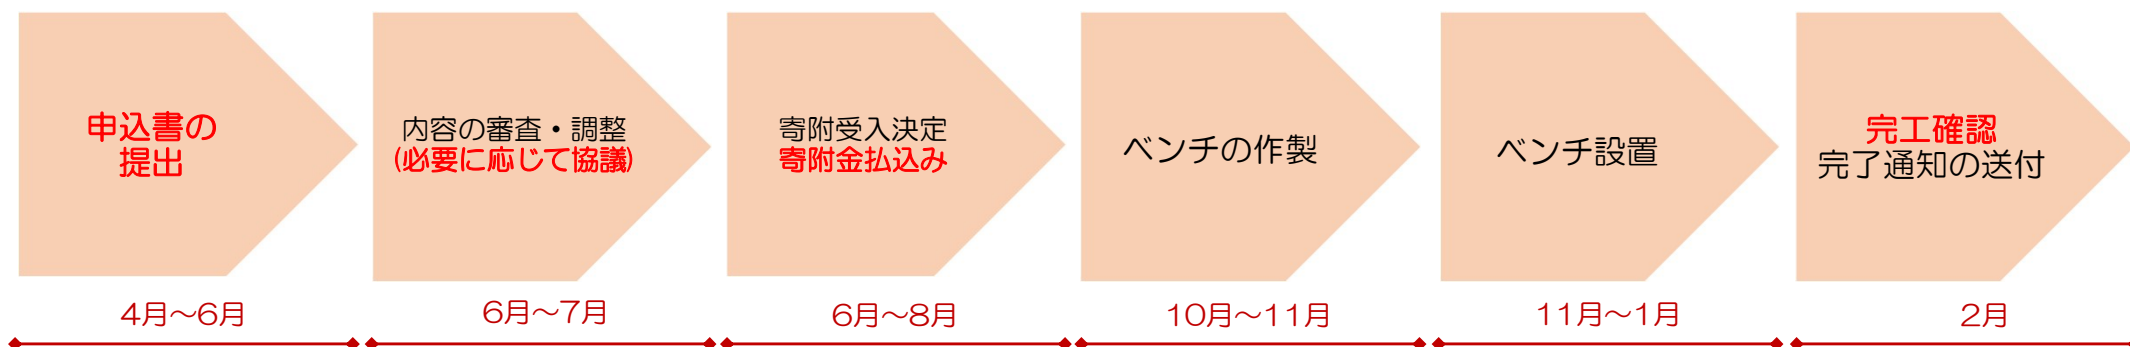 申込書の
提出
内容の審査・調整
(必要に応じて協議)
寄附受入決定
寄附金払込み
ベンチの作製
ベンチ設置
完工確認
完了通知の送付
4月～6月
6月～7月
6月～8月
10月～11月
11月～1月
2月